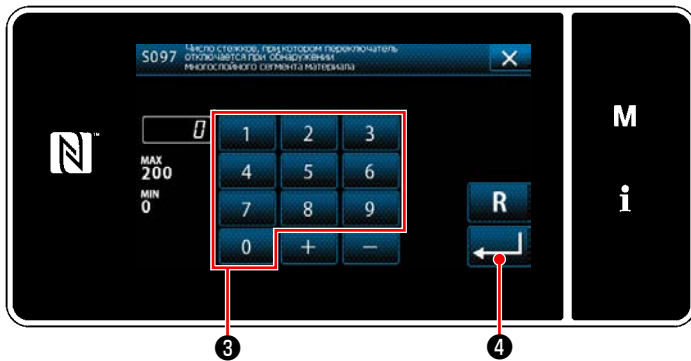 S097 Число стежков, при котором переключатель
отключается при обнаружении
многослойного сегмента материала
0
MAX
200
MIN
0
1 2 3
4 5 6
7 8 9
0 + −
R
M
i
N
3
4